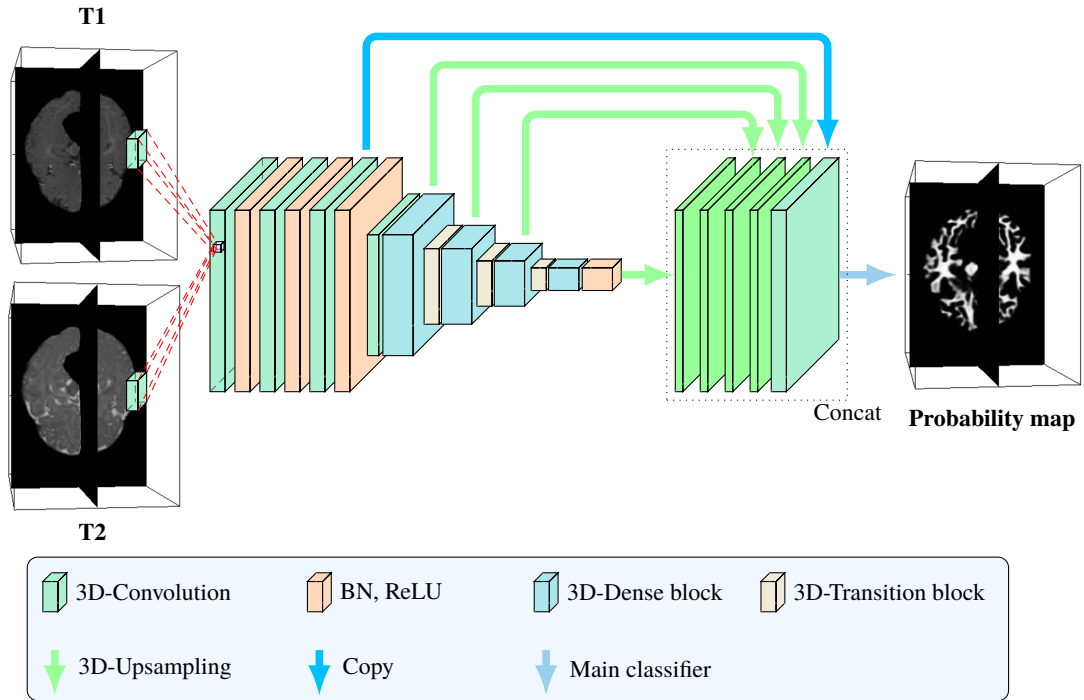 T1
T2
Concat
Probability map
3D-Convolution
BN, ReLU
3D-Dense block
3D-Transition block
3D-Upsampling
Copy
Main classifier